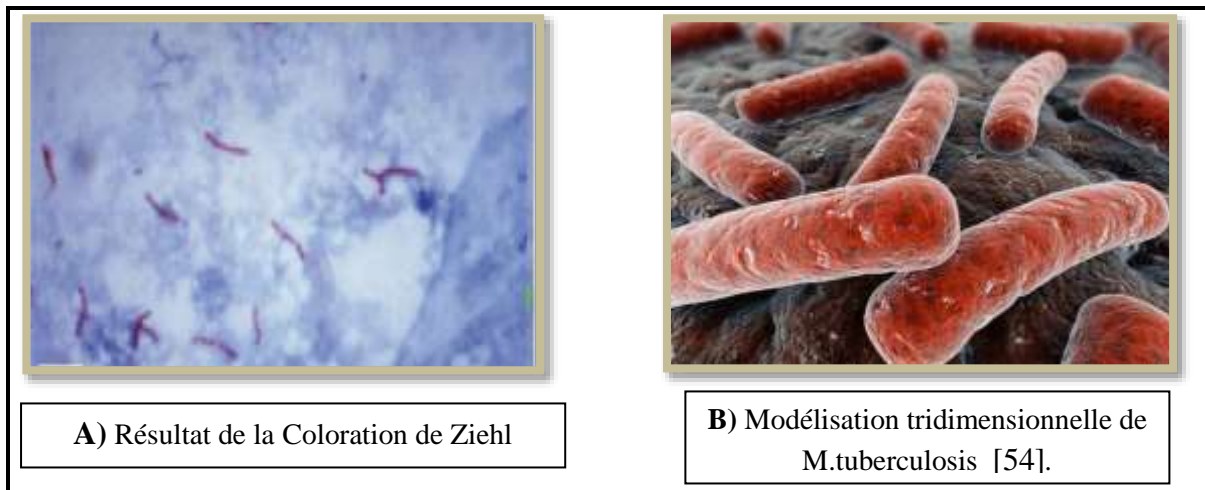 A) Résultat de la Coloration de Ziehl
B) Modélisation tridimensionnelle de
M.tuberculosis [54].